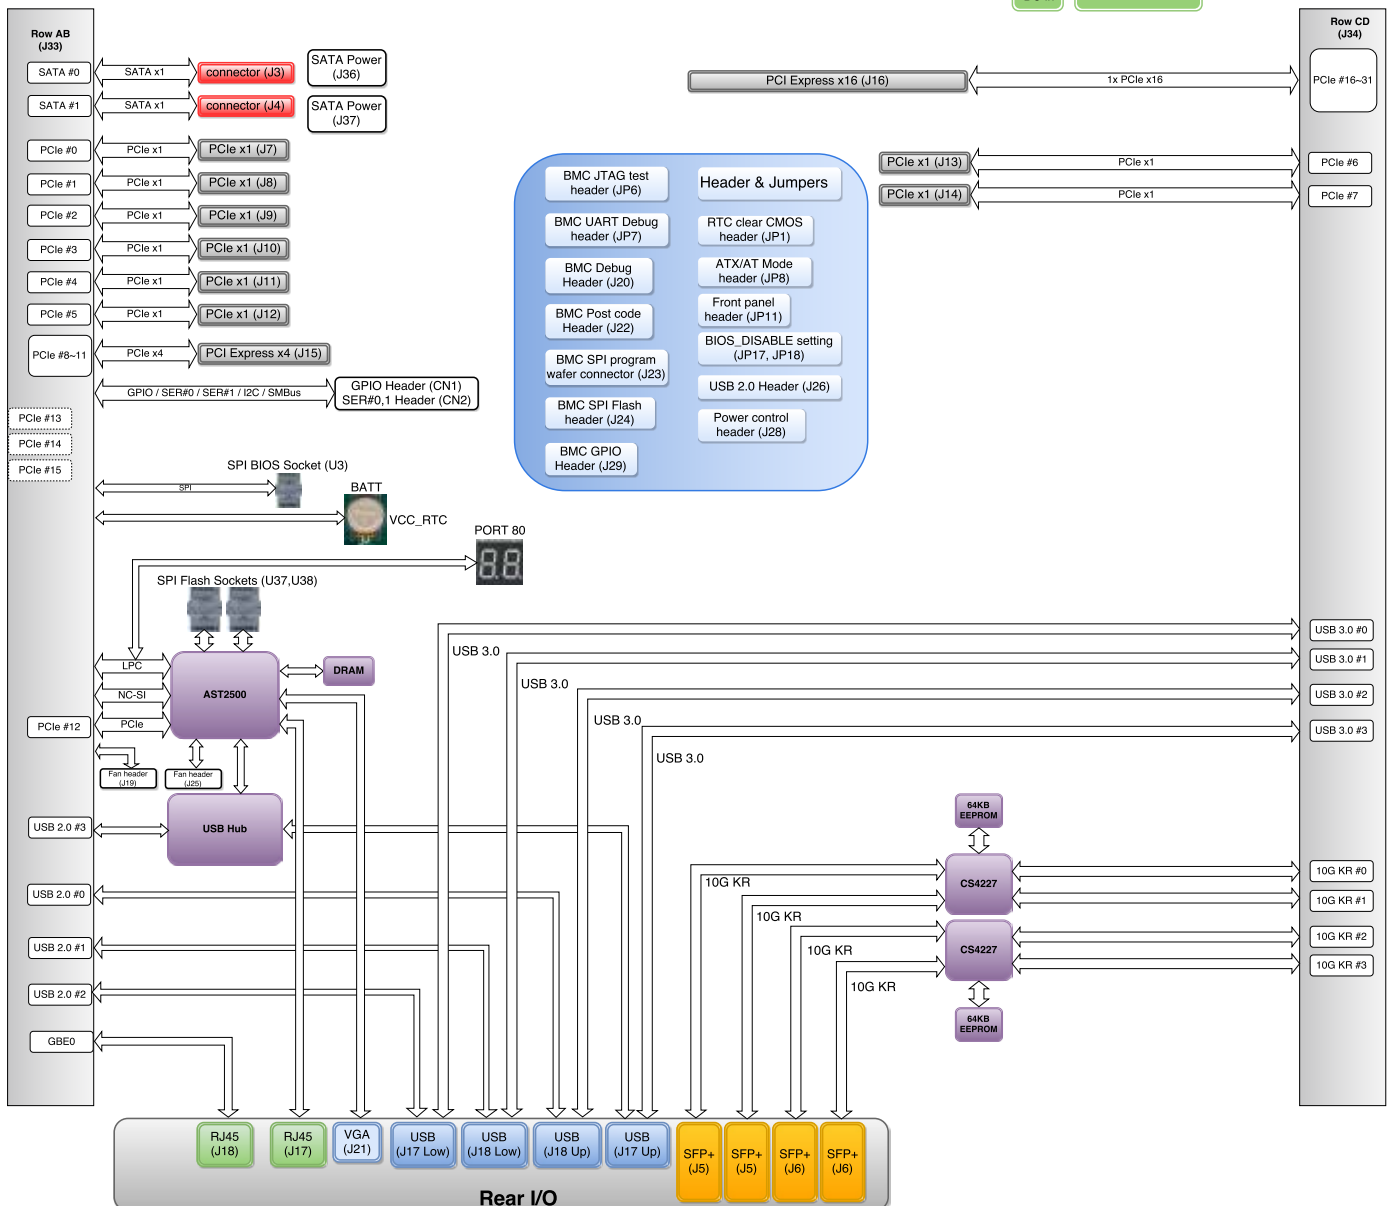 Row AB
(J33)
SATA #0
SATA x1
connector (J3)
SATA Power
(J36)
SATA #1
SATA x1
connector (J4)
SATA Power
(J37)
PCIe #0
PCIe x1
PCIe x1 (J7)
PCIe #1
PCIe x1
PCIe x1 (J8)
PCIe #2
PCIe x1
PCIe x1 (J9)
PCIe #3
PCIe x1
PCIe x1 (J10)
PCIe #4
PCIe x1
PCIe x1 (J11)
PCIe #5
PCIe x1
PCIe x1 (J12)
PCIe #8~11
PCIe x4
PCI Express x4 (J15)
GPIO / SER#0 / SER#1 / I2C / SMBus
GPIO Header (CN1)
SER#0,1 Header (CN2)
PCIe #13
PCIe #14
PCIe #15
SPI BIOS Socket (U3)
SPI
BATT
VCC_RTC
PORT 80
88
SPI Flash Sockets (U37,U38)
LPC
NC-SI
PCIe #12
PCIe
AST2500
DRAM
Fan header
(J19)
Fan header
(J25)
USB 2.0 #3
USB Hub
USB 2.0 #0
USB 2.0 #1
USB 2.0 #2
GBE0
BMC JTAG test
header (JP6)
BMC UART Debug
header (JP7)
BMC Debug
Header (J20)
BMC Post code
Header (J22)
BMC SPI program
wafer connector (J23)
BMC SPI Flash
header (J24)
BMC GPIO
Header (J29)
Header & Jumpers
RTC clear CMOS
header (JP1)
ATX/AT Mode
header (JP8)
Front panel
header (JP11)
BIOS_DISABLE setting
(JP17, JP18)
USB 2.0 Header (J26)
Power control
header (J28)
Row CD
(J34)
PCI Express x16 (J16)
1x PCIe x16
PCIe #16~31
PCIe x1 (J13)
PCIe x1
PCIe #6
PCIe x1 (J14)
PCIe x1
PCIe #7
USB 3.0
USB 3.0
USB 3.0
USB 3.0
USB 3.0 #0
USB 3.0 #1
USB 3.0 #2
USB 3.0 #3
64KB
EEPROM
CS4227
CS4227
64KB
EEPROM
10G KR
10G KR
10G KR
10G KR
10G KR #0
10G KR #1
10G KR #2
10G KR #3
RJ45
(J18)
RJ45
(J17)
VGA
(J21)
USB
(J17 Low)
USB
(J18 Low)
USB
(J18 Up)
USB
(J17 Up)
SFP+
(J5)
SFP+
(J5)
SFP+
(J6)
SFP+
(J6)
Rear I/O